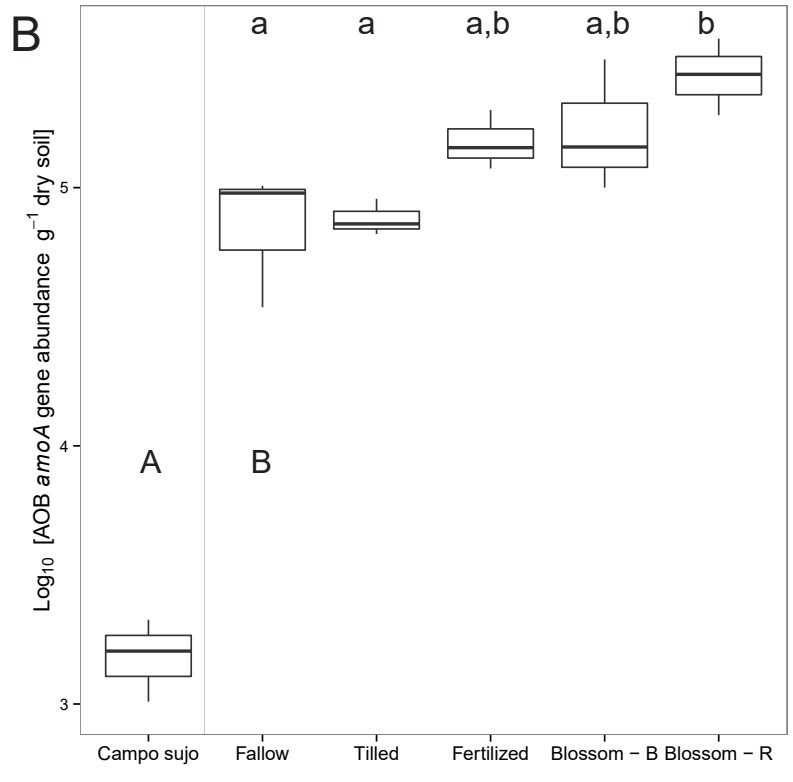 B
a a a,b a,b b
Log₁₀ [AOB amoA gene abundance g⁻¹ dry soil]
5
4
3
A B
Campo sujo Fallow Tilled Fertilized Blossom − B Blossom − R